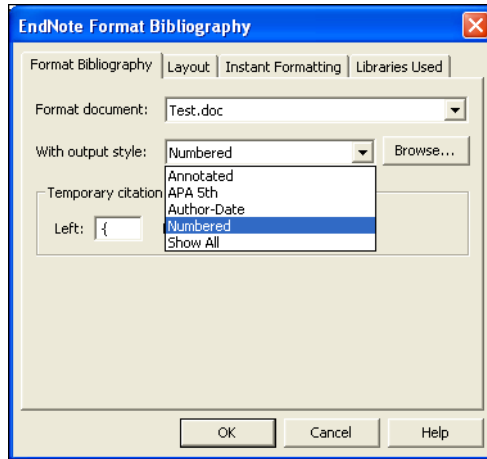 EndNote Format Bibliography
Format Bibliography Layout Instant Formatting Libraries Used
Format document: Test.doc
With output style: Numbered Browse...
Annotated
Temporary citation APA 5th
Author-Date
Left: { Numbered
Show All
OK Cancel Help